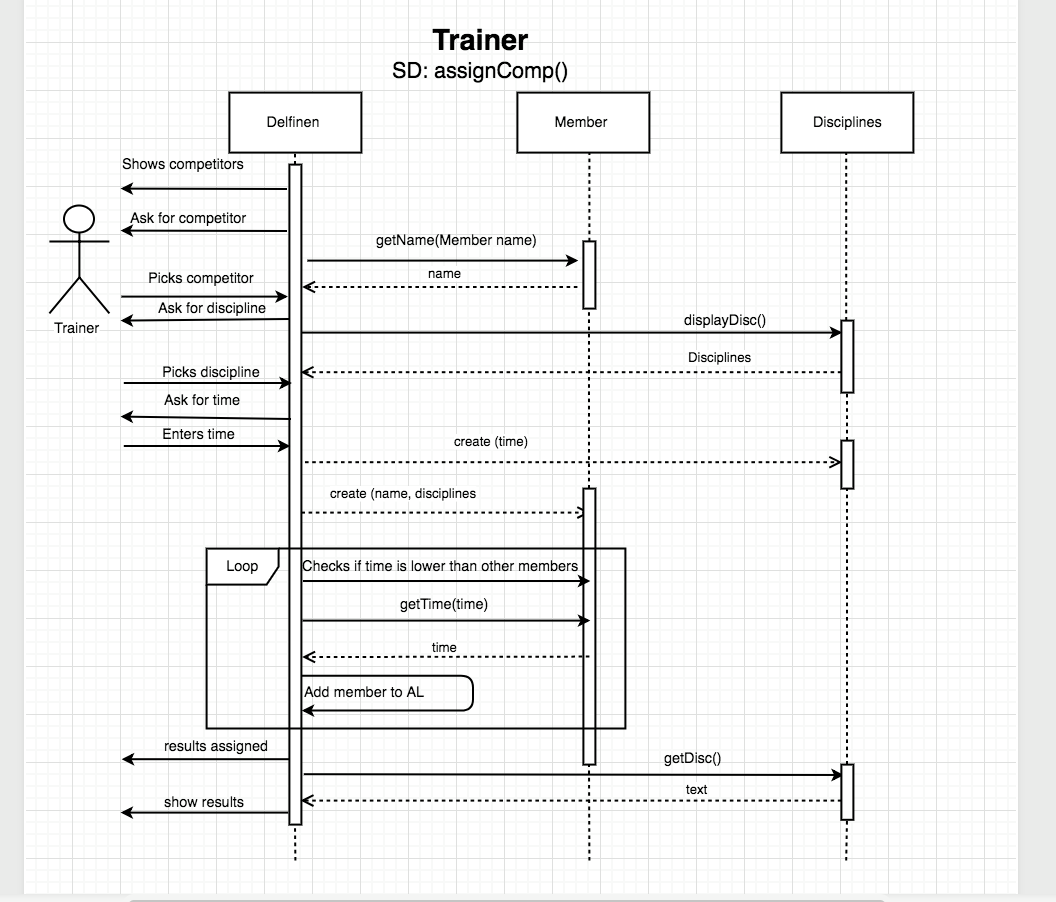 Trainer
SD: assignComp()
Delfinen
Member
Disciplines
Shows competitors
Ask for competitor
getName(Member name)
name
Picks competitor
Ask for discipline
Trainer
displayDisc()
Disciplines
Picks discipline
Ask for time
Enters time
create (time)
create (name, disciplines
Loop
Checks if time is lower than other members
getTime(time)
time
Add member to AL
results assigned
getDisc()
text
show results